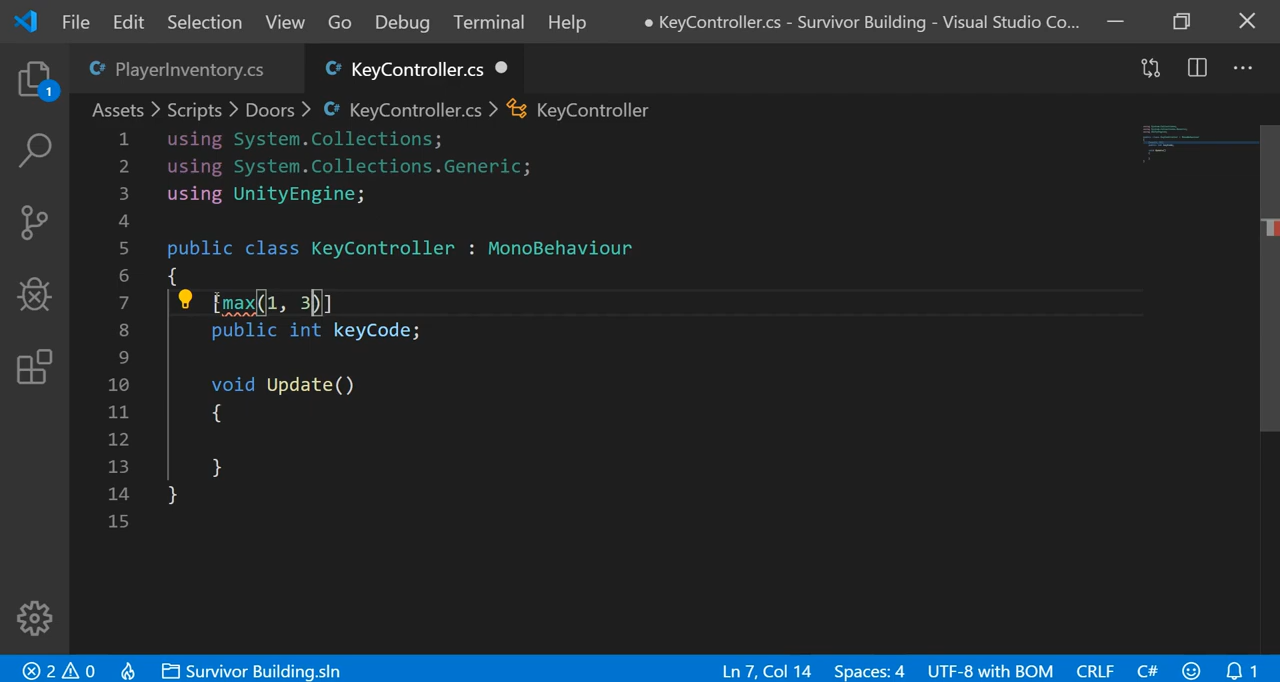 File Edit Selection View Go Debug Terminal Help ● KeyController.cs - Survivor Building - Visual Studio Co...
PlayerInventory.cs KeyController.cs
1
Assets > Scripts > Doors > KeyController.cs > KeyController
1 using System.Collections;
2 using System.Collections.Generic;
3 using UnityEngine;
4
5 public class KeyController : MonoBehaviour
6 {
7 [max(1, 3)]
8 public int keyCode;
9
10 void Update()
11 {
12
13 }
14 }
15
2 0 Survivor Building.sln Ln 7, Col 14 Spaces: 4 UTF-8 with BOM CRLF C# 1